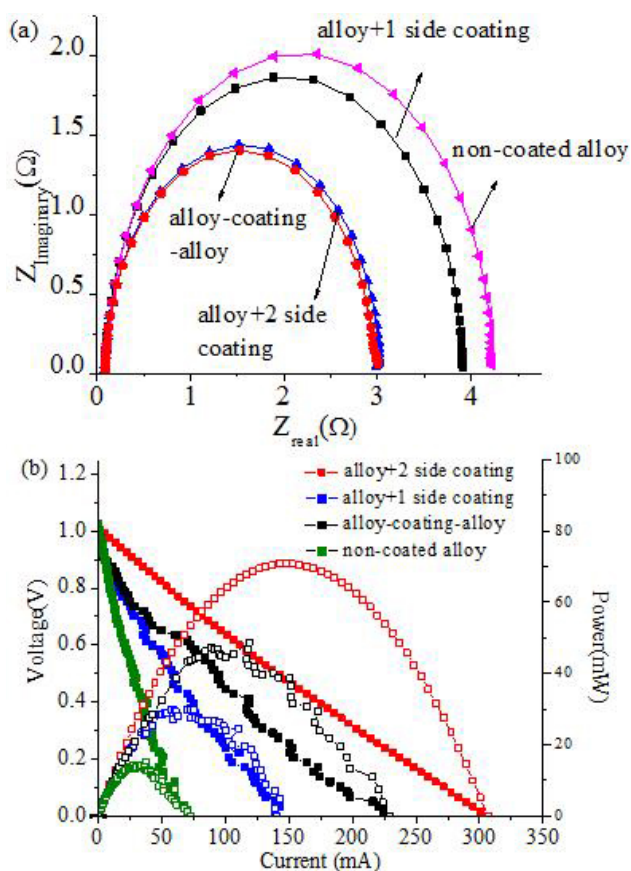 (a)
2.0
1.5
1.0
0.5
0.0
Z Imaginary(Ω)
alloy+1 side coating
non-coated alloy
alloy-coating
-alloy
alloy+2 side
coating
0 1 2 3 4
Z real(Ω)
(b)
1.2
1.0
0.8
0.6
0.4
0.2
0.0
Voltage(V)
alloy+2 side coating
alloy+1 side coating
alloy-coating-alloy
non-coated alloy
100
80
60
40
20
0
Power(mW)
0 50 100 150 200 250 300 350
Current (mA)